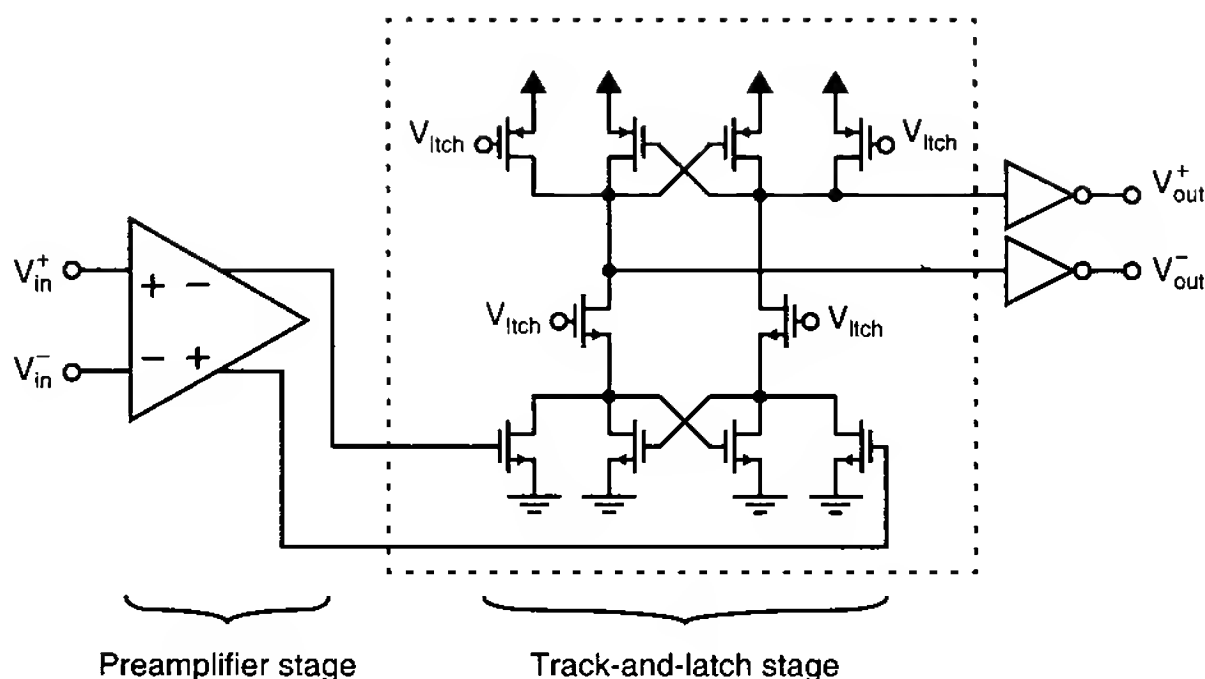 V_ltch
V_ltch
V_out^+
V_in^+
+ −
V_out^-
V_ltch
V_ltch
V_in^-
− +
Preamplifier stage
Track-and-latch stage